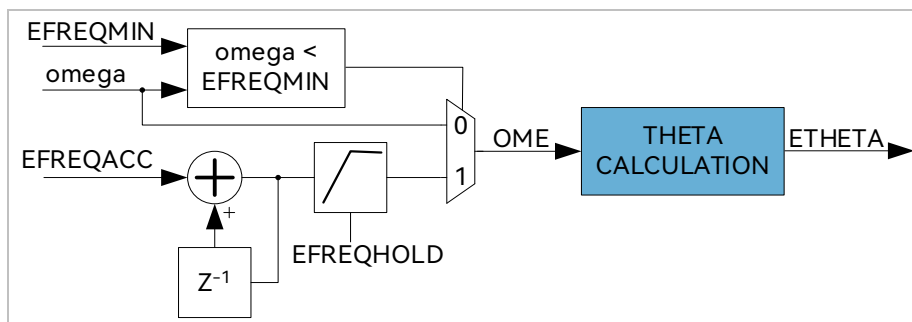 EFREQMIN
omega <
EFREQMIN
omega
0
OME
THETA
CALCULATION
ETHETA
EFREQACC
+
+
1
EFREQHOLD
Z⁻¹